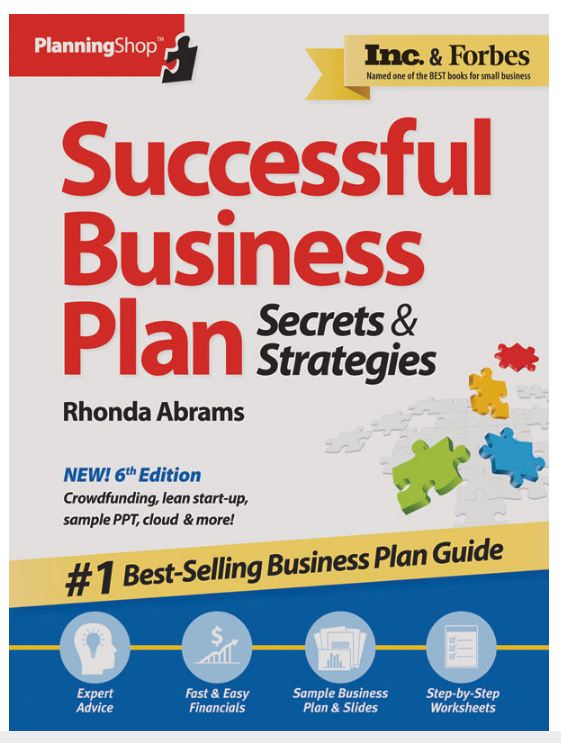 PlanningShop™
Inc. & Forbes
Named one of the BEST books for small business
Successful
Business
Plan
Secrets &
Strategies
Rhonda Abrams
NEW! 6th Edition
Crowdfunding, lean start-up,
sample PPT, cloud & more!
#1 Best-Selling Business Plan Guide
Expert
Advice
Fast & Easy
Financials
Sample Business
Plan & Slides
Step-by-Step
Worksheets